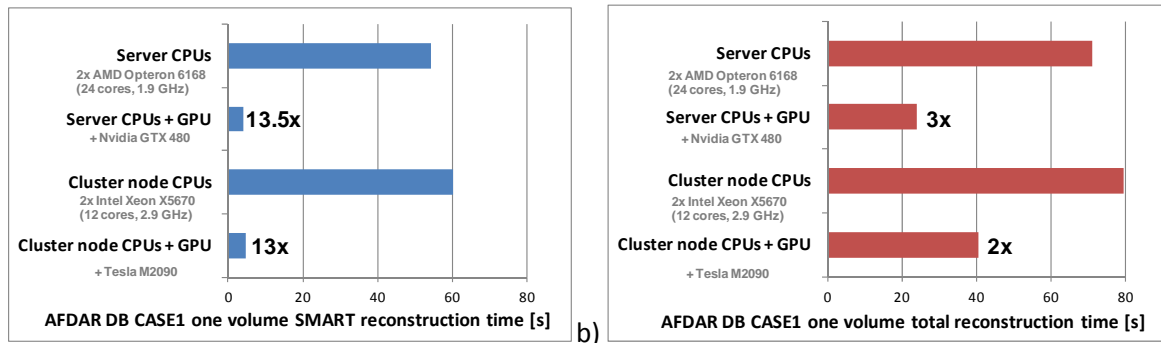 Server CPUs
2x AMD Opteron 6168
(24 cores, 1.9 GHz)
Server CPUs + GPU
+ Nvidia GTX 480
13.5x
Cluster node CPUs
2x Intel Xeon X5670
(12 cores, 2.9 GHz)
Cluster node CPUs + GPU
+ Tesla M2090
13x
0 20 40 60 80
AFDAR DB CASE1 one volume SMART reconstruction time [s]
b)
Server CPUs
2x AMD Opteron 6168
(24 cores, 1.9 GHz)
Server CPUs + GPU
+ Nvidia GTX 480
3x
Cluster node CPUs
2x Intel Xeon X5670
(12 cores, 2.9 GHz)
Cluster node CPUs + GPU
+ Tesla M2090
2x
0 20 40 60 80
AFDAR DB CASE1 one volume total reconstruction time [s]